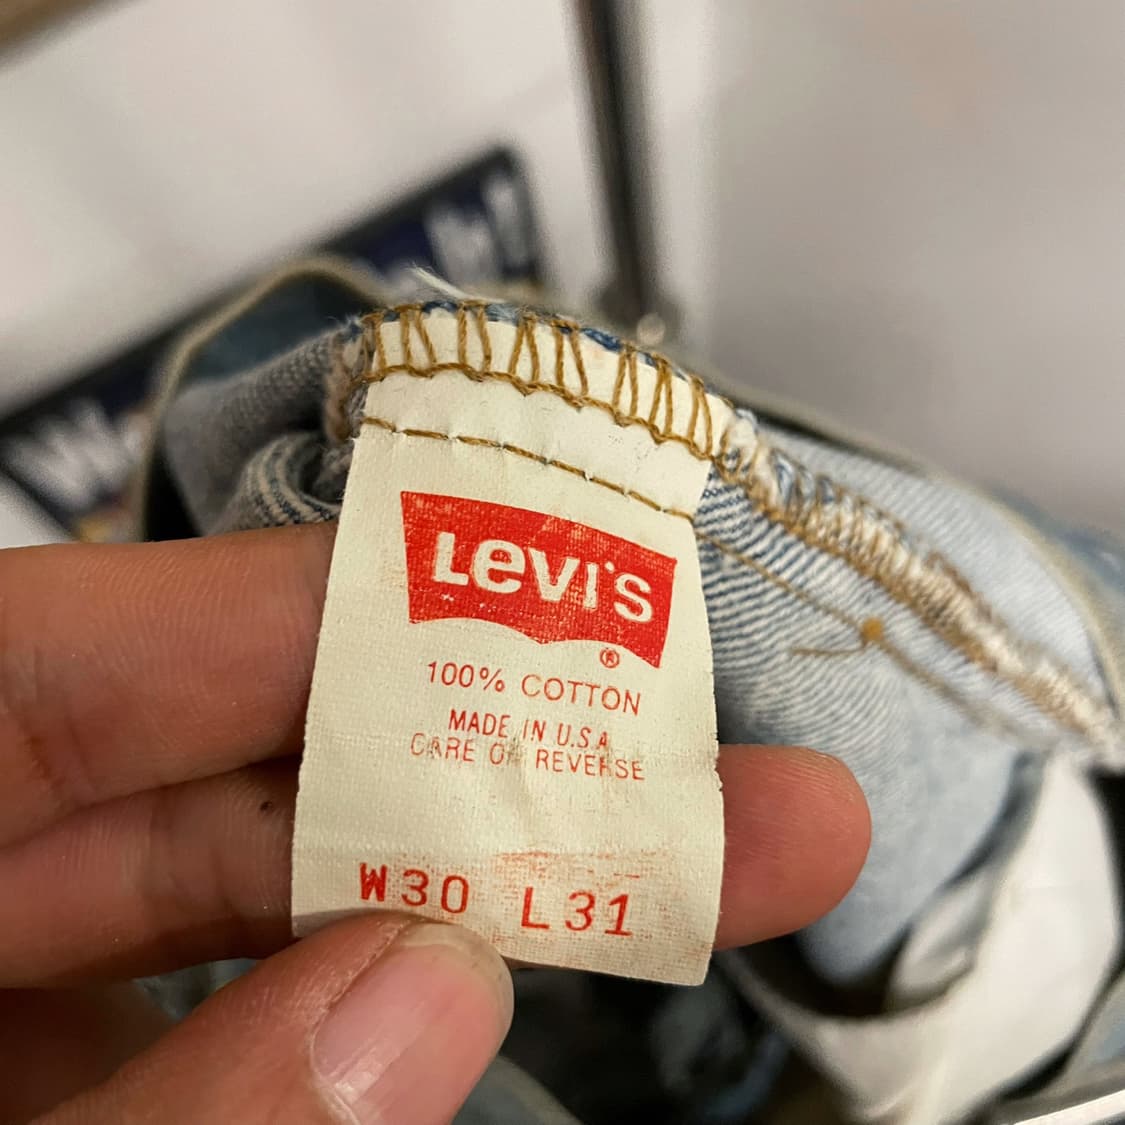 Levi's
®
100% COTTON
MADE IN U.S.A.
CARE ON REVERSE
W30 L31